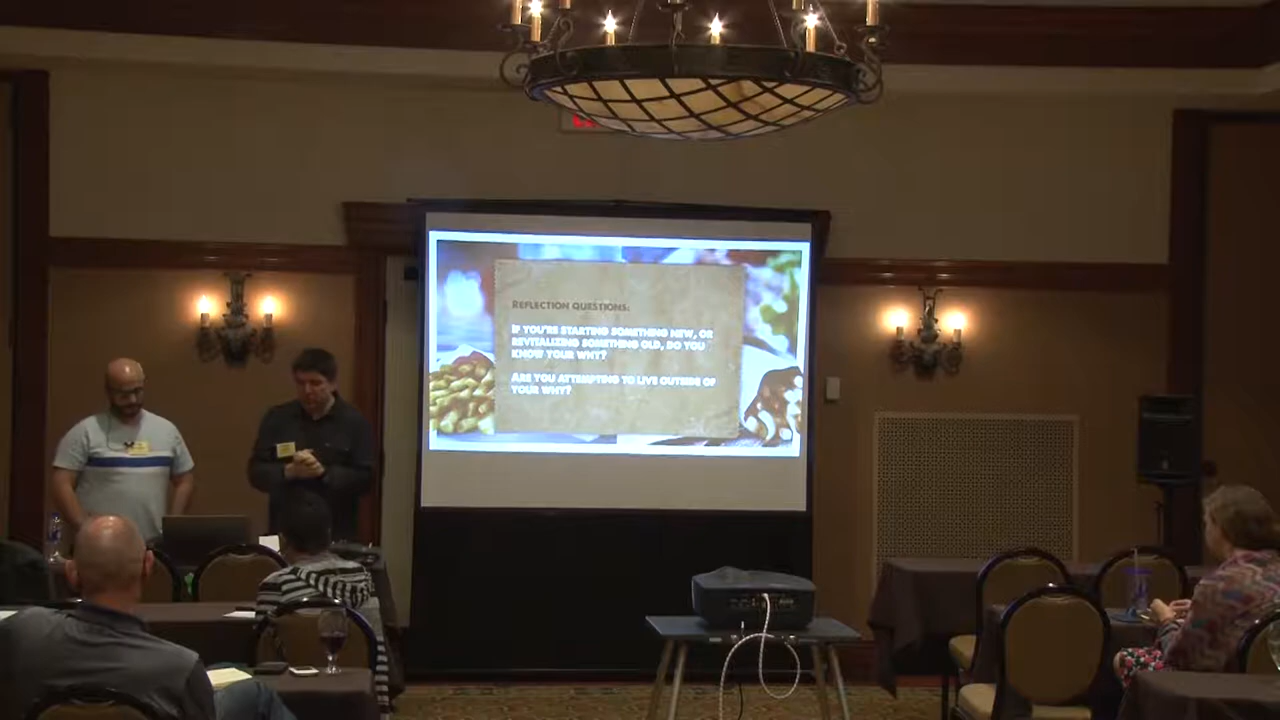 REFLECTION QUESTIONS:
IF YOU'RE STARTING SOMETHING NEW, OR
REVITALIZING SOMETHING OLD, DO YOU
KNOW YOUR WHY?
ARE YOU ATTEMPTING TO LIVE OUTSIDE OF
YOUR WHY?